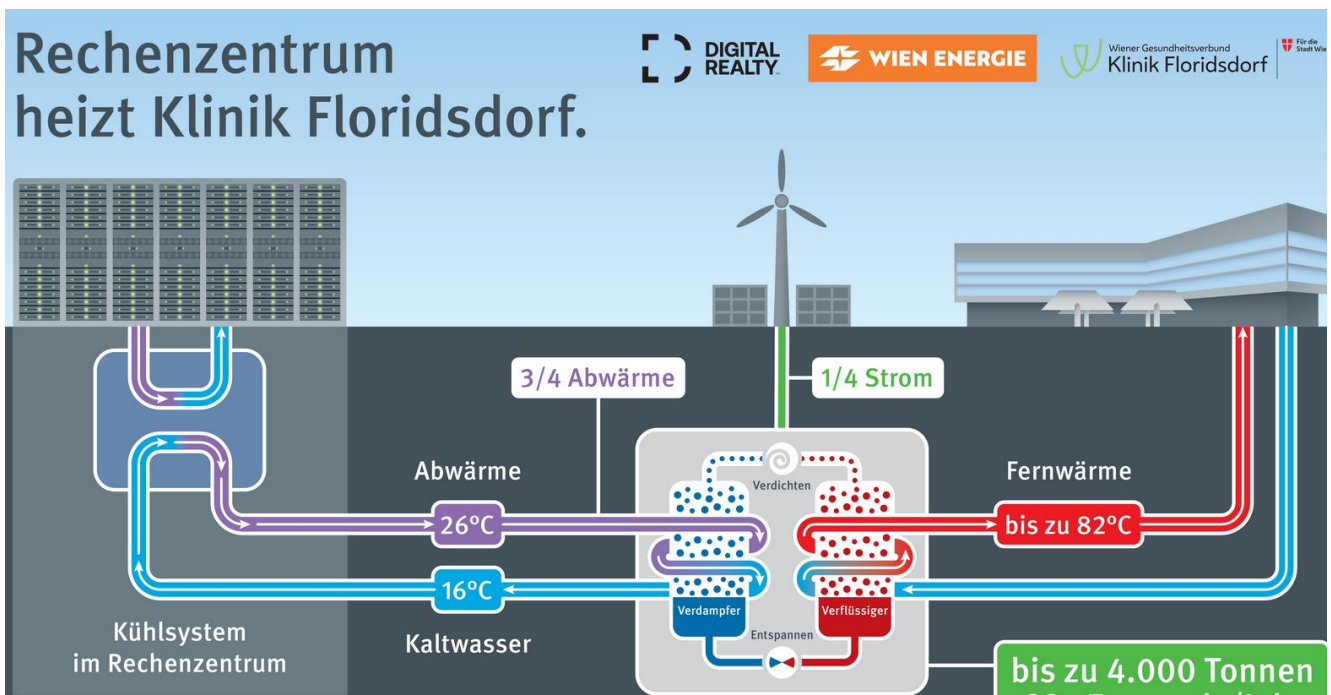 Rechenzentrum
heizt Klinik Floridsdorf.
DIGITAL
REALTY
WIEN ENERGIE
Wiener Gesundheitsverbund
Klinik Floridsdorf
Für die
Stadt Wie
3/4 Abwärme
1/4 Strom
Abwärme
26°C
Verdichten
Fernwärme
bis zu 82°C
16°C
Kaltwasser
Verdampfer
Verflüssiger
Entspannen
Kühlsystem
im Rechenzentrum
bis zu 4.000 Tonnen